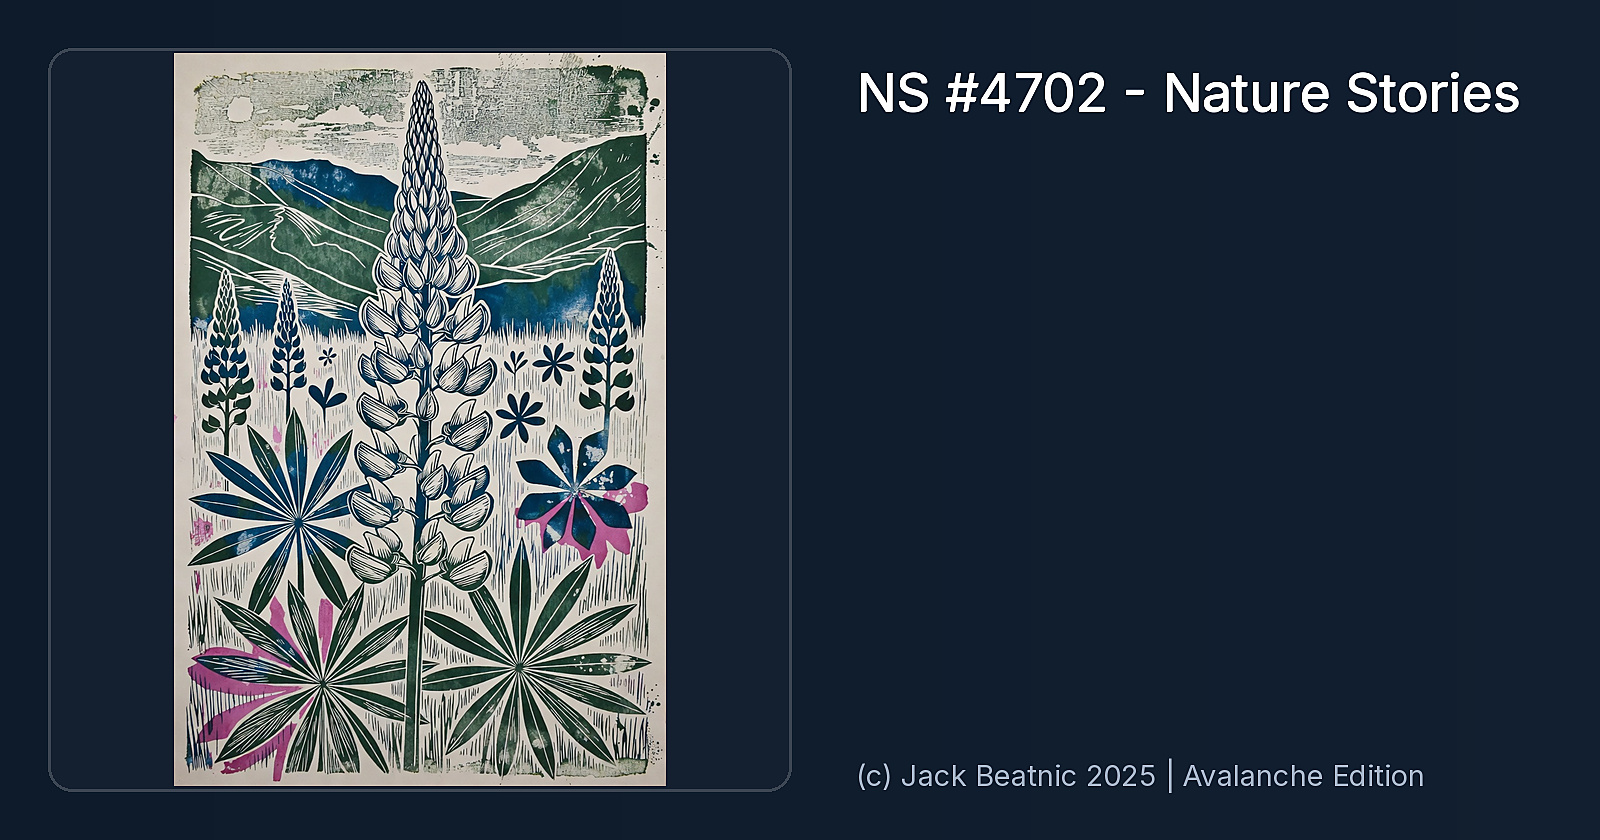 NS #4702 - Nature Stories
(c) Jack Beatnic 2025 | Avalanche Edition